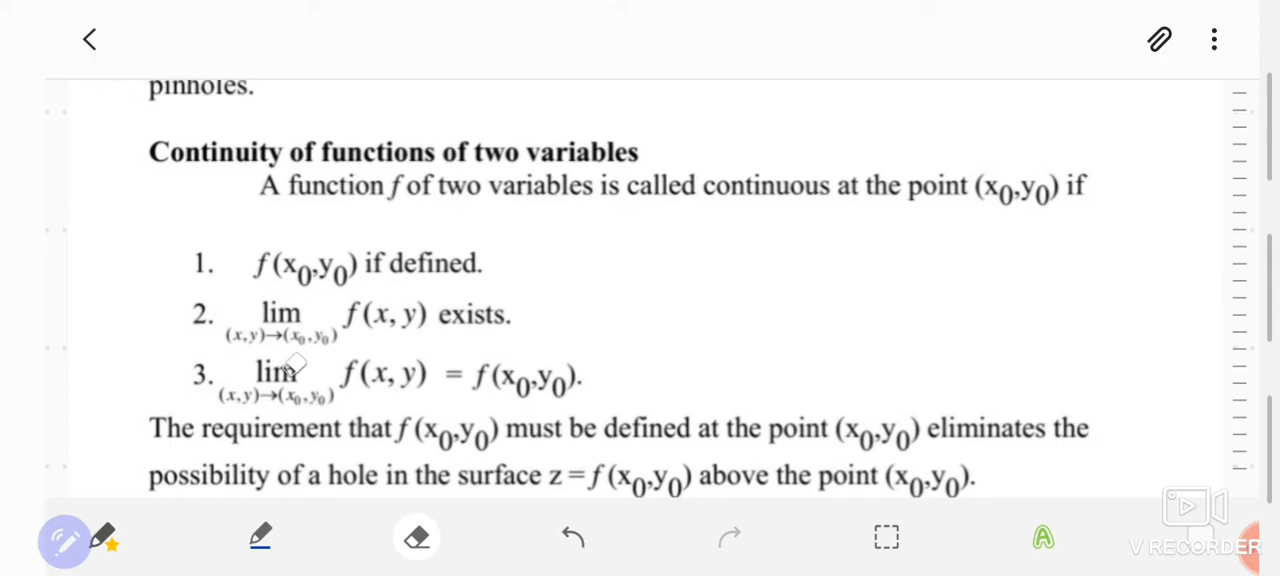 pinholes.
Continuity of functions of two variables
A function f of two variables is called continuous at the point (x₀,y₀) if
1. f(x₀,y₀) if defined.
2. lim f(x, y) exists.
(x,y)→(x₀,y₀)
3. lim f(x, y) = f(x₀,y₀).
(x,y)→(x₀,y₀)
The requirement that f(x₀,y₀) must be defined at the point (x₀,y₀) eliminates the
possibility of a hole in the surface z = f(x₀,y₀) above the point (x₀,y₀).
A
V RECORDER